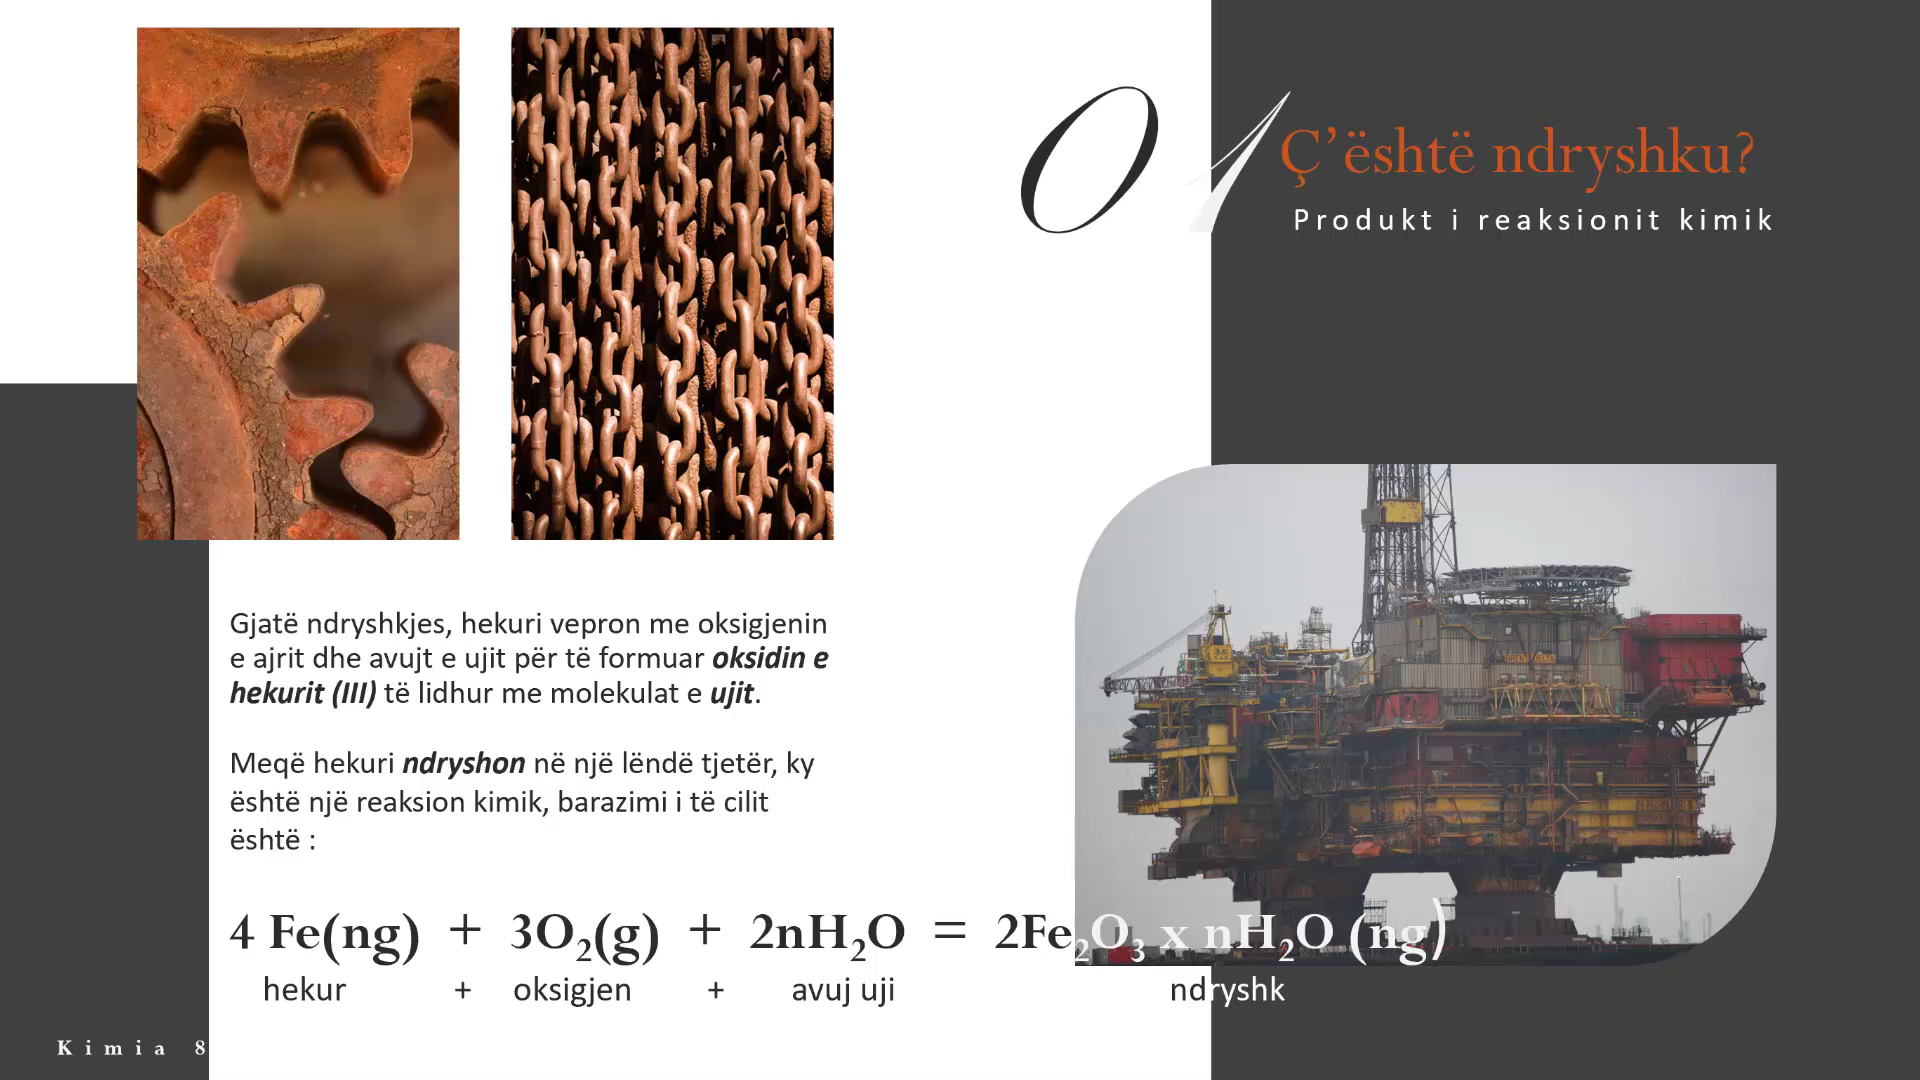 01
Ç’është ndryshku?
Produkt i reaksionit kimik
Gjatë ndryshkjes, hekuri vepron me oksigjenin
e ajrit dhe avujt e ujit për të formuar oksidin e
hekurit (III) të lidhur me molekulat e ujit.
Meqë hekuri ndryshon në një lëndë tjetër, ky
është një reaksion kimik, barazimi i të cilit
është :
4 Fe(ng) + 3O₂(g) + 2nH₂O = 2Fe₂O₃ x nH₂O (ng)
hekur + oksigjen + avuj uji ndryshk
Kimia 8